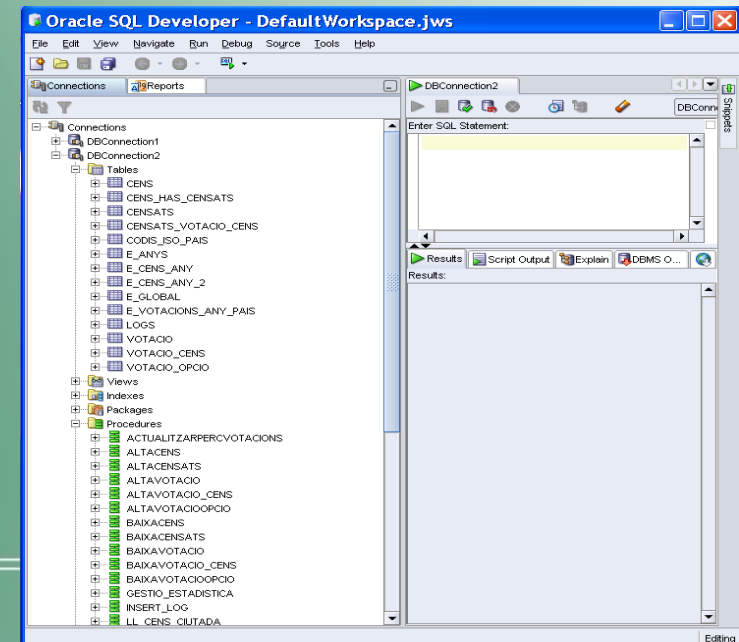 Oracle SQL Developer - DefaultWorkspace.jws
File Edit View Navigate Run Debug Source Tools Help
Connections Reports
Connections
DBConnection1
DBConnection2
Tables
CENS
CENS_HAS_CENSATS
CENSATS
CENSATS_VOTACIO_CENS
CODIS_ISO_PAIS
E_ANYS
E_CENS_ANY
E_CENS_ANY_2
E_GLOBAL
E_VOTACIONS_ANY_PAIS
LOGS
VOTACIO
VOTACIO_CENS
VOTACIO_OPCIO
Views
Indexes
Packages
Procedures
ACTUALITZARPERCVOTACIONS
ALTACENS
ALTACENSATS
ALTAVOTACIO
ALTAVOTACIO_CENS
ALTAVOTACIOOPCIO
BAIXACENS
BAIXACENSATS
BAIXAVOTACIO
BAIXAVOTACIO_CENS
BAIXAVOTACIOOPCIO
GESTIO_ESTADISTICA
INSERT_LOG
LL_CENS_CIUTADA
DBConnection2
DBConn
Enter SQL Statement:
Results Script Output Explain DBMS O...
Results:
Snippets
Editing